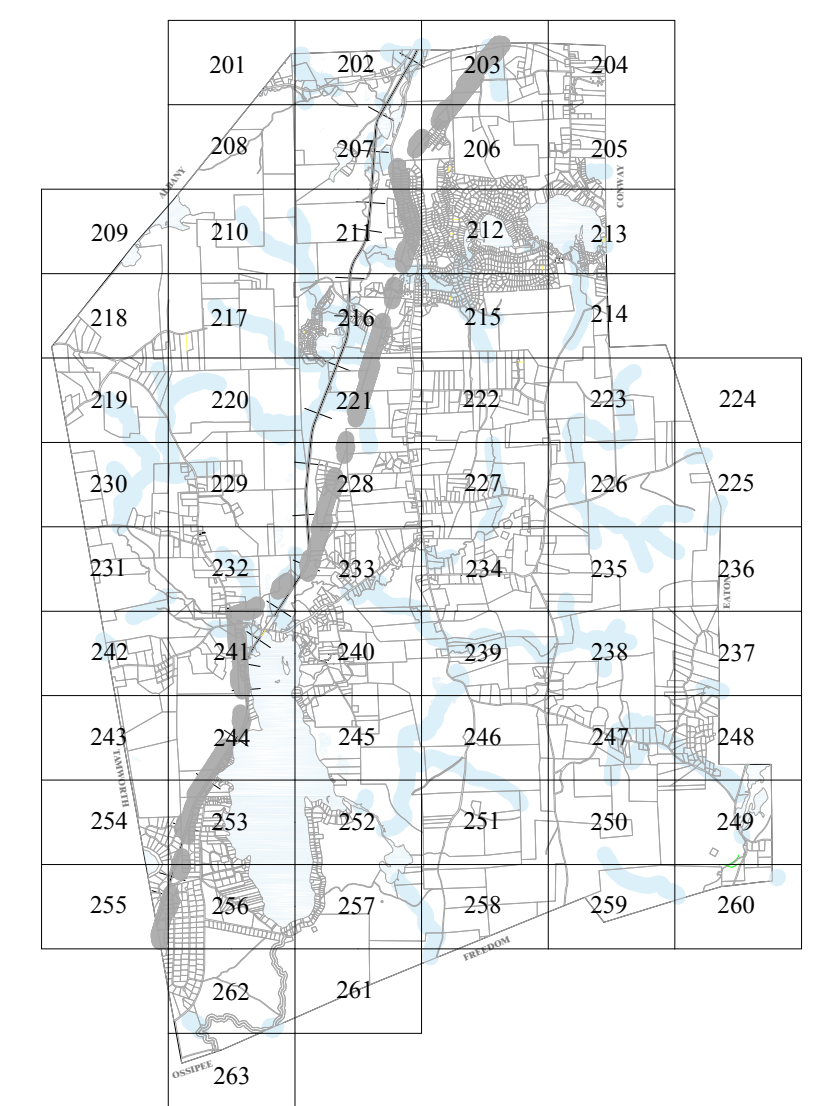 201 202 203 204
208 207 206 205
ALBANY
CONWAY
209 210 211 212 213
218 217 216 215 214
219 220 221 222 223 224
230 229 228 227 226 225
231 232 233 234 235 236
EATON
242 241 240 239 238 237
243 244 245 246 247 248
TAMWORTH
254 253 252 251 250 249
255 256 257 258 259 260
FREEDOM
262 261
OSSIPEE
263